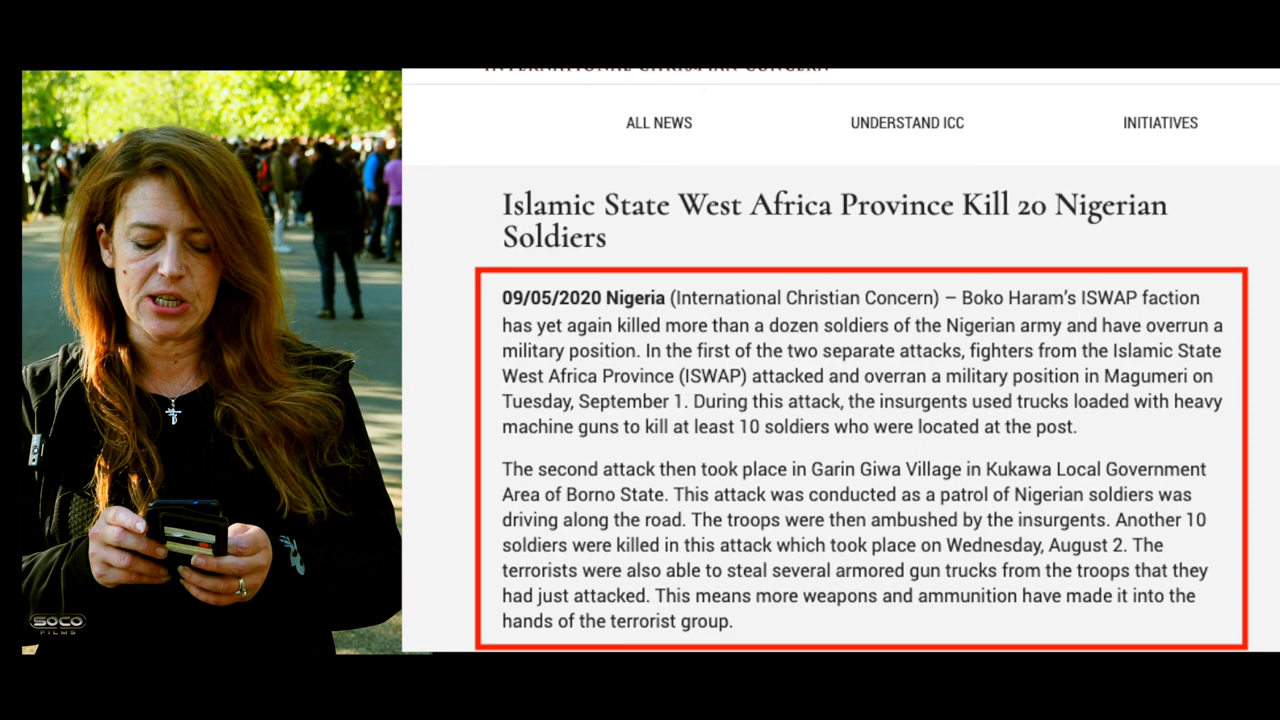 INTERNATIONAL CHRISTIAN CONCERN
ALL NEWS
UNDERSTAND ICC
INITIATIVES
Islamic State West Africa Province Kill 20 Nigerian
Soldiers
09/05/2020 Nigeria (International Christian Concern) – Boko Haram's ISWAP faction
has yet again killed more than a dozen soldiers of the Nigerian army and have overrun a
military position. In the first of the two separate attacks, fighters from the Islamic State
West Africa Province (ISWAP) attacked and overran a military position in Magumeri on
Tuesday, September 1. During this attack, the insurgents used trucks loaded with heavy
machine guns to kill at least 10 soldiers who were located at the post.
The second attack then took place in Garin Giwa Village in Kukawa Local Government
Area of Borno State. This attack was conducted as a patrol of Nigerian soldiers was
driving along the road. The troops were then ambushed by the insurgents. Another 10
soldiers were killed in this attack which took place on Wednesday, August 2. The
terrorists were also able to steal several armored gun trucks from the troops that they
had just attacked. This means more weapons and ammunition have made it into the
hands of the terrorist group.
SOCO
FILMS